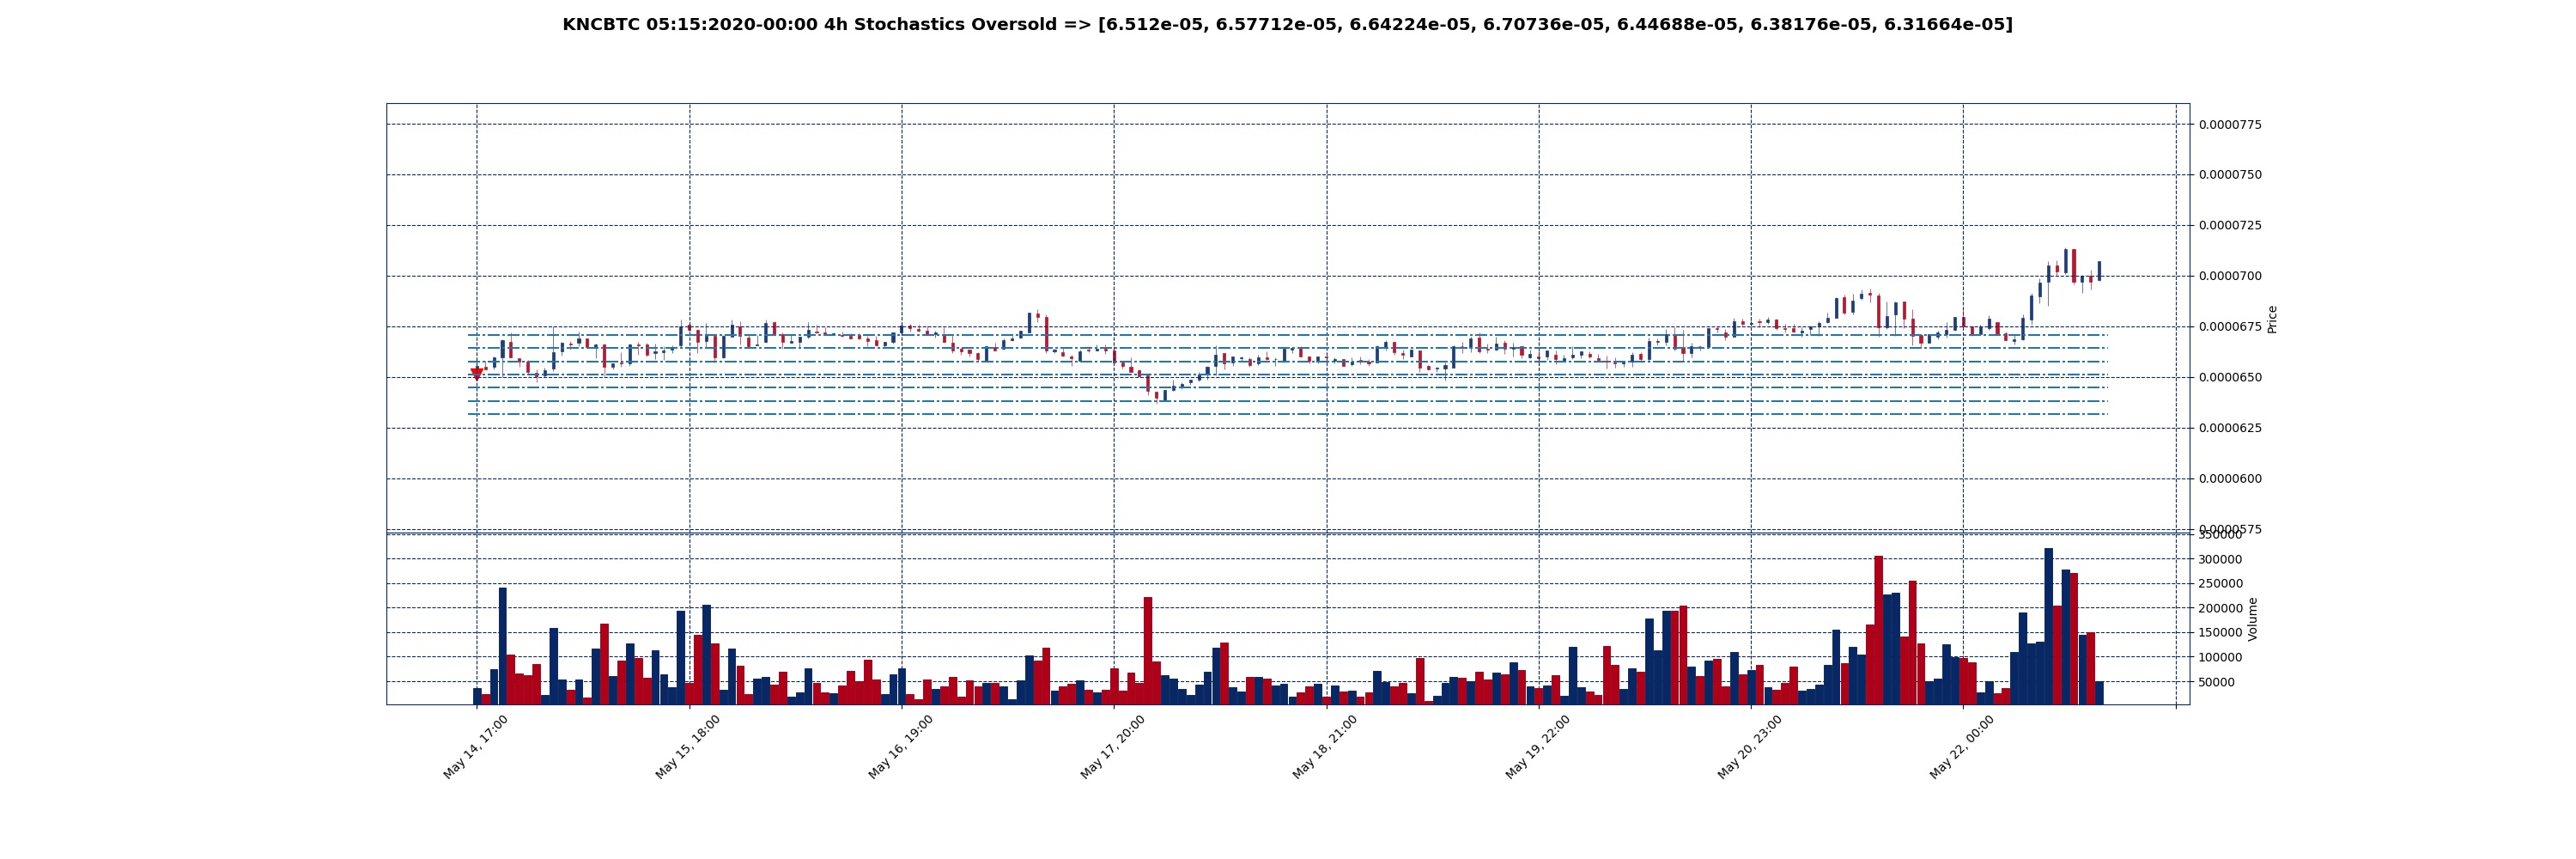 KNCBTC 05:15:2020-00:00 4h Stochastics Oversold => [6.512e-05, 6.57712e-05, 6.64224e-05, 6.70736e-05, 6.44688e-05, 6.38176e-05, 6.31664e-05]
0.0000775
0.0000750
0.0000725
0.0000700
0.0000675
0.0000650
0.0000625
0.0000600
0.0000575
Price
350000
300000
250000
200000
150000
100000
50000
Volume
May 14, 17:00
May 15, 18:00
May 16, 19:00
May 17, 20:00
May 18, 21:00
May 19, 22:00
May 20, 23:00
May 22, 00:00